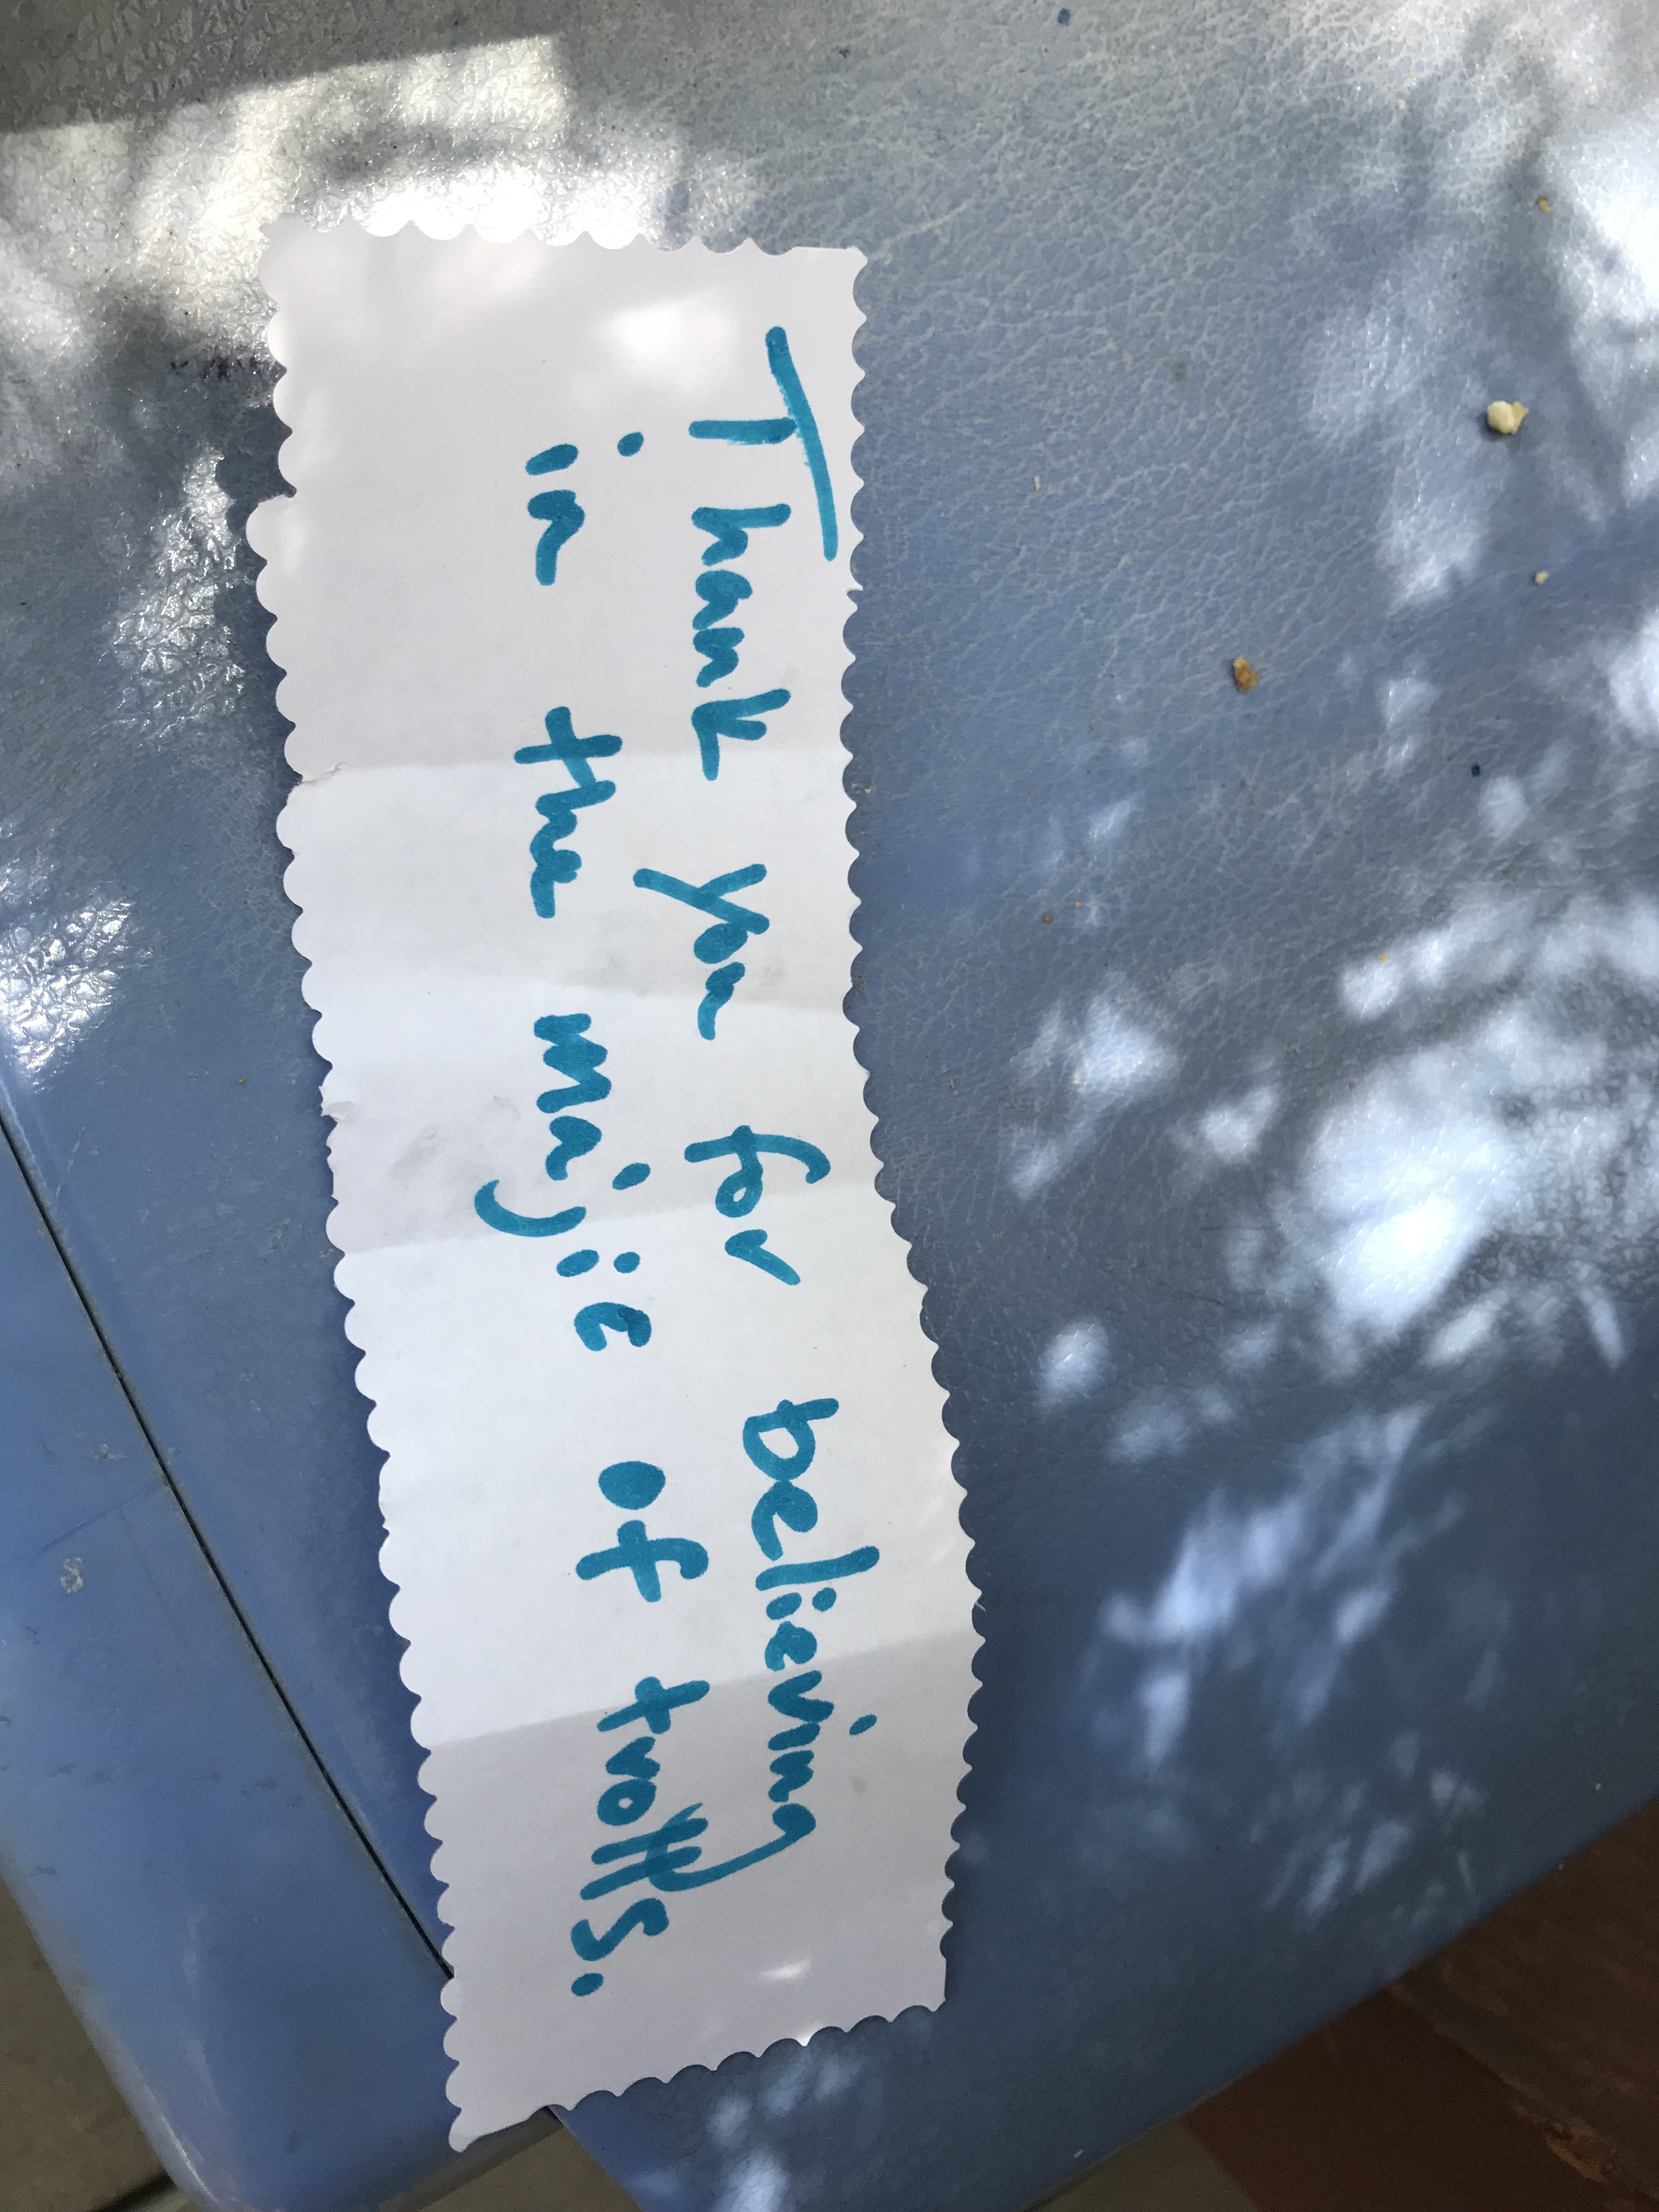 Thank you for believing
in the majic of trolls.